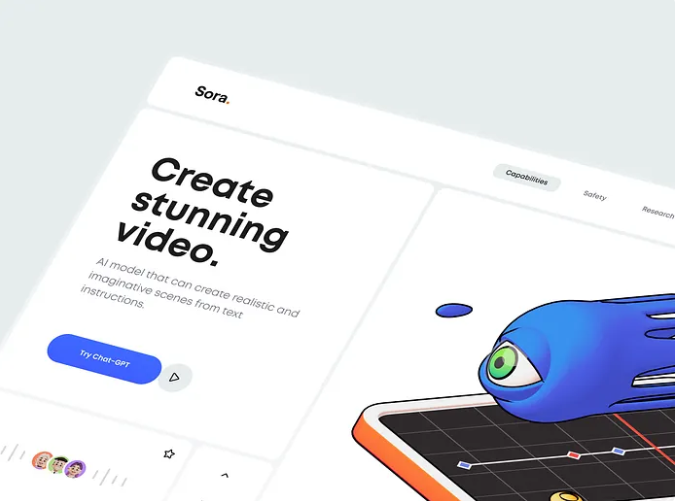 Sora.
Capabilities
Safety
Research
Create
stunning
video.
AI model that can create realistic and
imaginative scenes from text
instructions.
Try Chat-GPT